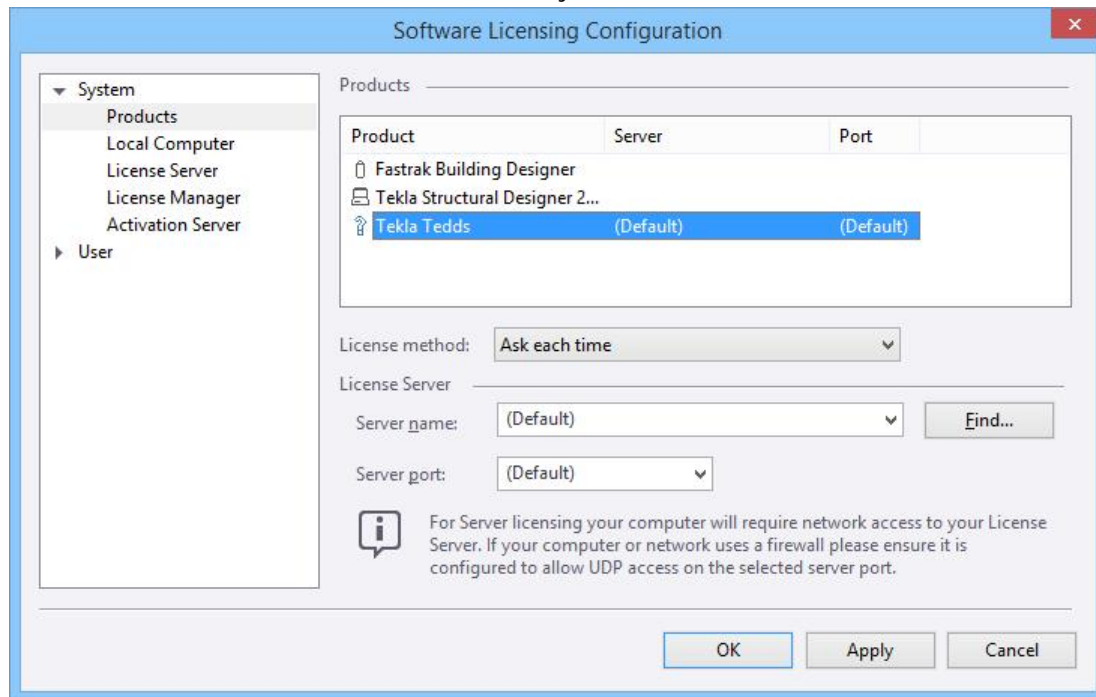 Software Licensing Configuration
System
Products
Local Computer
License Server
License Manager
Activation Server
User
Products
Product Server Port
Fastrak Building Designer
Tekla Structural Designer 2...
Tekla Tedds (Default) (Default)
License method: Ask each time
License Server
Server name: (Default) Find...
Server port: (Default)
For Server licensing your computer will require network access to your License
Server. If your computer or network uses a firewall please ensure it is
configured to allow UDP access on the selected server port.
OK Apply Cancel